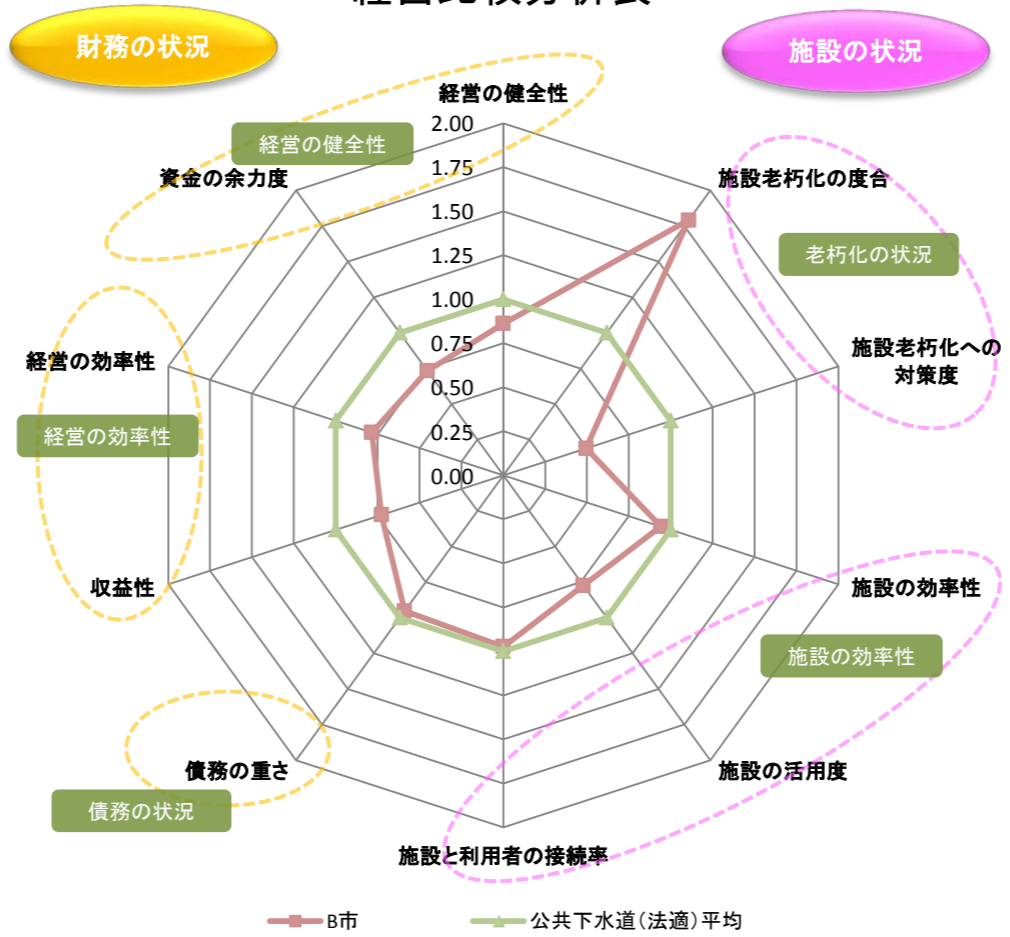 財務の状況
施設の状況
経営の健全性
経営の健全性
資金の余力度
施設老朽化の度合
老朽化の状況
施設老朽化への
対策度
経営の効率性
経営の効率性
収益性
施設の効率性
施設の効率性
債務の重さ
債務の状況
施設の活用度
施設と利用者の接続率
2.00
1.75
1.50
1.25
1.00
0.75
0.50
0.25
0.00
B市
公共下水道(法適)平均